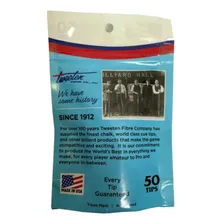 Tweeten
We have
some history
BILLIARD HALL
SINCE 1912
For over 100 years Tweeten Fibre Company has
supplied the finest chalk, world class cue tips,
and other billiard products that make the game
competitive and exciting. It is our commitment
to produce the World's Best in everything we
make, for every player amateur to Pro and
everyone in-between.
MADE IN
USA
Every
Tip
Guaranteed
50
TIPS